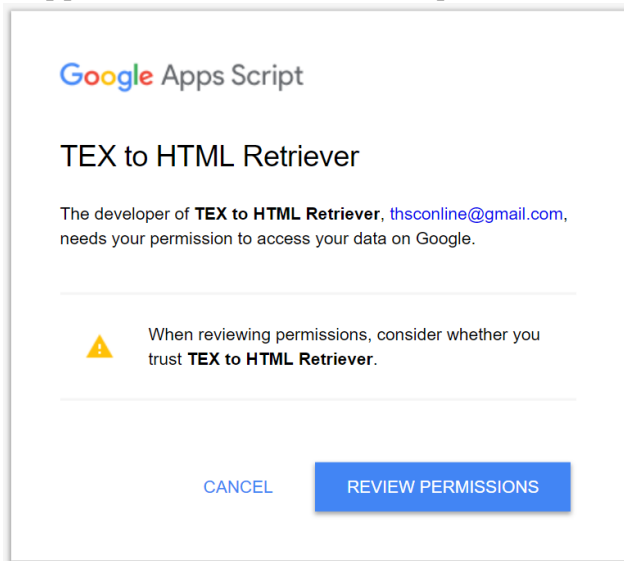 Google Apps Script
TEX to HTML Retriever
The developer of TEX to HTML Retriever, thsconline@gmail.com,
needs your permission to access your data on Google.
When reviewing permissions, consider whether you
trust TEX to HTML Retriever.
CANCEL
REVIEW PERMISSIONS